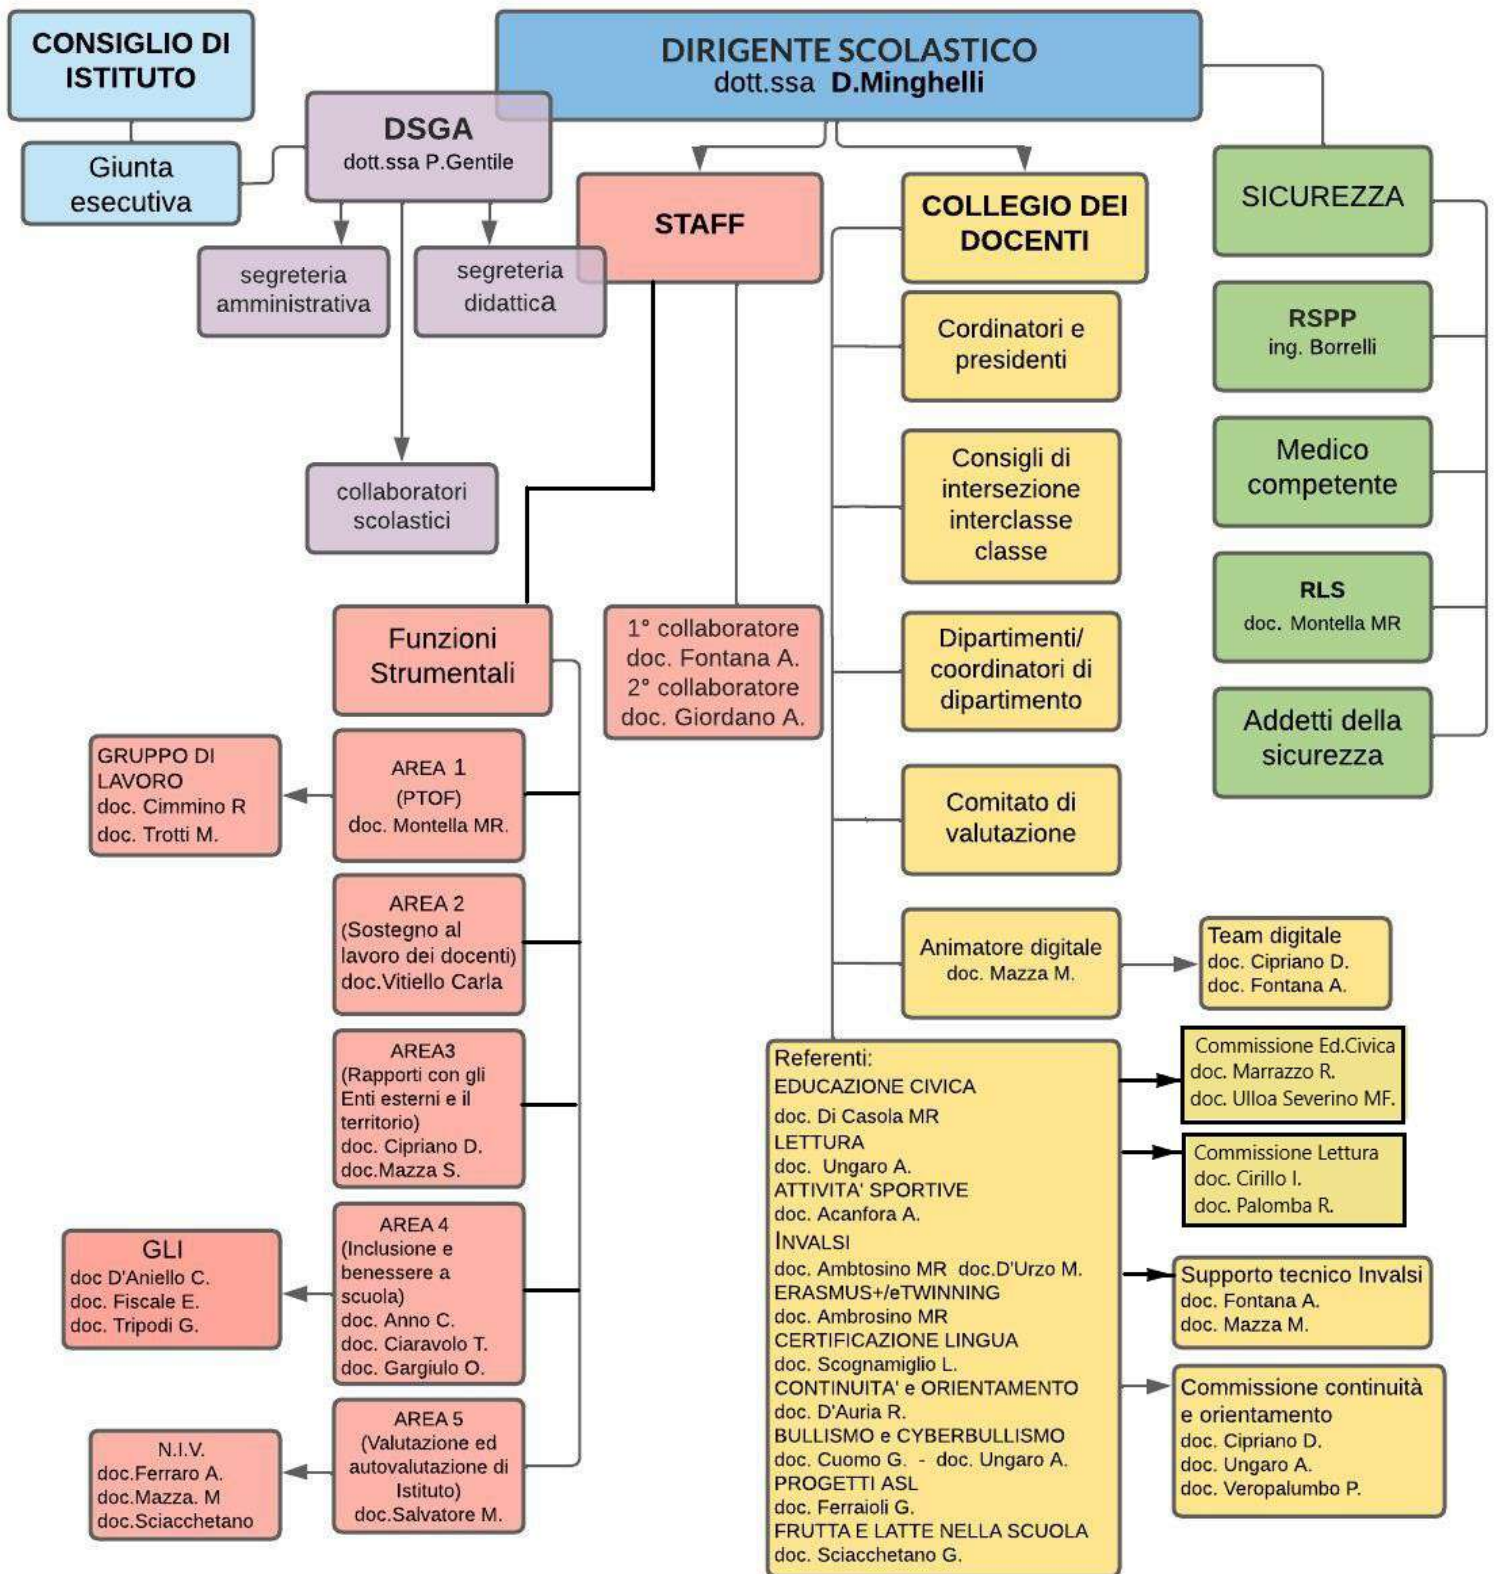 CONSIGLIO DI
ISTITUTO
Giunta
esecutiva
DIRIGENTE SCOLASTICO
dott.ssa D.Minghelli
DSGA
dott.ssa P.Gentile
segreteria
amministrativa
segreteria
didattica
collaboratori
scolastici
STAFF
Funzioni
Strumentali
1° collaboratore
doc. Fontana A.
2° collaboratore
doc. Giordano A.
GRUPPO DI
LAVORO
doc. Cimmino R
doc. Trotti M.
AREA 1
(PTOF)
doc. Montella MR.
AREA 2
(Sostegno al
lavoro dei docenti)
doc.Vitiello Carla
AREA3
(Rapporti con gli
Enti esterni e il
territorio)
doc. Cipriano D.
doc.Mazza S.
GLI
doc D'Aniello C.
doc. Fiscale E.
doc. Tripodi G.
AREA 4
(Inclusione e
benessere a
scuola)
doc. Anno C.
doc. Ciaravolo T.
doc. Gargiulo O.
N.I.V.
doc.Ferraro A.
doc.Mazza. M
doc.Sciacchetano
AREA 5
(Valutazione ed
autovalutazione di
Istituto)
doc.Salvatore M.
COLLEGIO DEI
DOCENTI
Cordinatori e
presidenti
Consigli di
intersezione
interclasse
classe
Dipartimenti/
coordinatori di
dipartimento
Comitato di
valutazione
Animatore digitale
doc. Mazza M.
Team digitale
doc. Cipriano D.
doc. Fontana A.
Referenti:
EDUCAZIONE CIVICA
doc. Di Casola MR
LETTURA
doc. Ungaro A.
ATTIVITA' SPORTIVE
doc. Acanfora A.
INVALSI
doc. Ambtosino MR doc.D'Urzo M.
ERASMUS+/eTWINNING
doc. Ambrosino MR
CERTIFICAZIONE LINGUA
doc. Scognamiglio L.
CONTINUITA' e ORIENTAMENTO
doc. D'Auria R.
BULLISMO e CYBERBULLISMO
doc. Cuomo G. - doc. Ungaro A.
PROGETTI ASL
doc. Ferraioli G.
FRUTTA E LATTE NELLA SCUOLA
doc. Sciacchetano G.
Commissione Ed.Civica
doc. Marrazzo R.
doc. Ulloa Severino MF.
Commissione Lettura
doc. Cirillo I.
doc. Palomba R.
Supporto tecnico Invalsi
doc. Fontana A.
doc. Mazza M.
Commissione continuità
e orientamento
doc. Cipriano D.
doc. Ungaro A.
doc. Veropalumbo P.
SICUREZZA
RSPP
ing. Borrelli
Medico
competente
RLS
doc. Montella MR
Addetti della
sicurezza